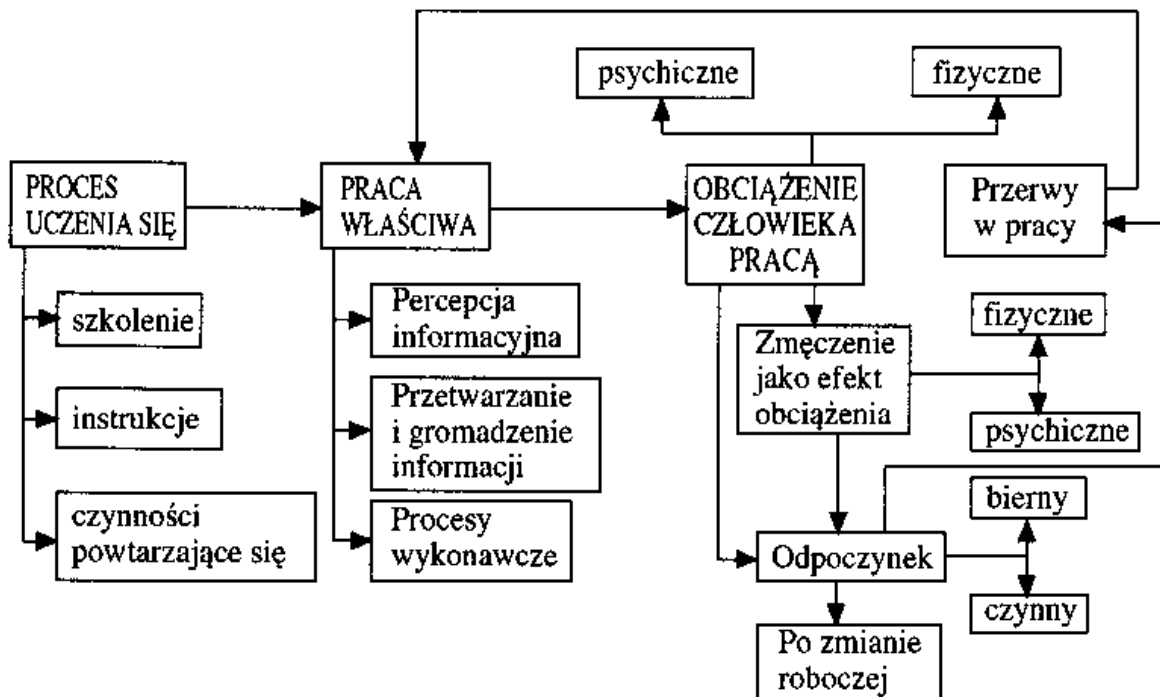 psychiczne
fizyczne
PROCES
UCZENIA SIĘ
PRACA
WŁAŚCIWA
OBCIĄŻENIE
CZŁOWIEKA
PRACĄ
Przerwy
w pracy
szkolenie
instrukcje
czynności
powtarzające się
Percepcja
informacyjna
Przetwarzanie
i gromadzenie
informacji
Procesy
wykonawcze
Zmęczenie
jako efekt
obciążenia
fizyczne
psychiczne
Odpoczynek
bierny
czynny
Po zmianie
roboczej